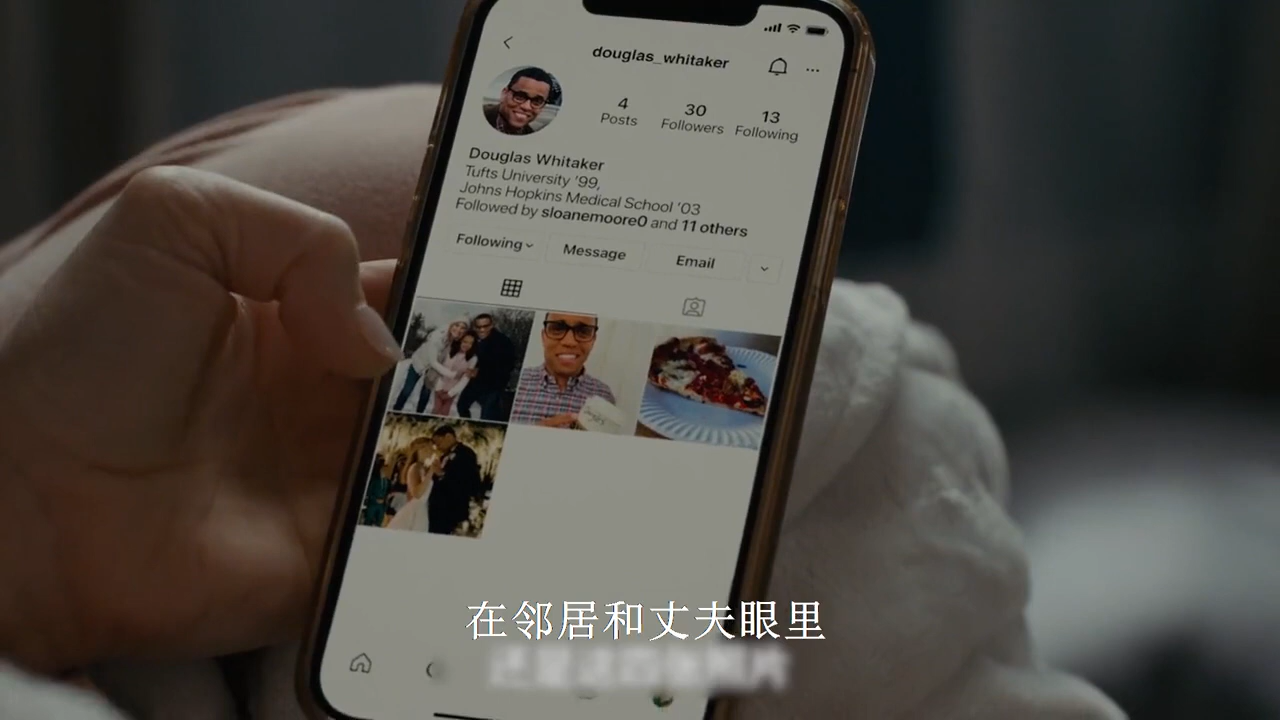 douglas_whitaker
4 30 13
Posts Followers Following
Douglas Whitaker
Tufts University '99,
Johns Hopkins Medical School '03
Followed by sloanemoore0 and 11 others
Following Message Email
在邻居和丈夫眼里